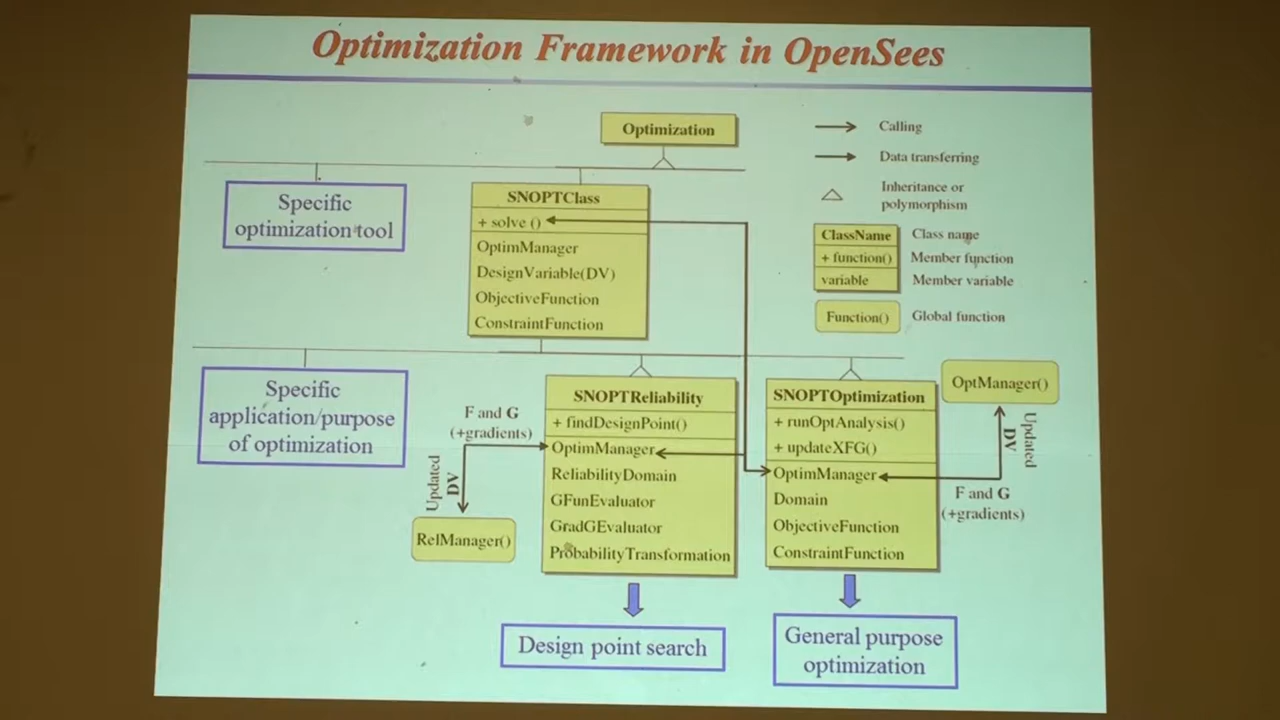 Optimization Framework in OpenSees
Optimization
Calling
Data transferring
Inheritance or
polymorphism
ClassName
Class name
+ function()
Member function
variable
Member variable
Function()
Global function
Specific
optimization tool
SNOPTClass
+ solve ()
OptimManager
DesignVariable(DV)
ObjectiveFunction
ConstraintFunction
Specific
application/purpose
of optimization
F and G
(+gradients)
Updated
DV
RelManager()
SNOPTReliability
+ findDesignPoint()
OptimManager
ReliabilityDomain
GFunEvaluator
GradGEvaluator
ProbabilityTransformation
SNOPTOptimization
+ runOptAnalysis()
+ updateXFG()
OptimManager
Domain
ObjectiveFunction
ConstraintFunction
OptManager()
Updated
DV
F and G
(+gradients)
Design point search
General purpose
optimization